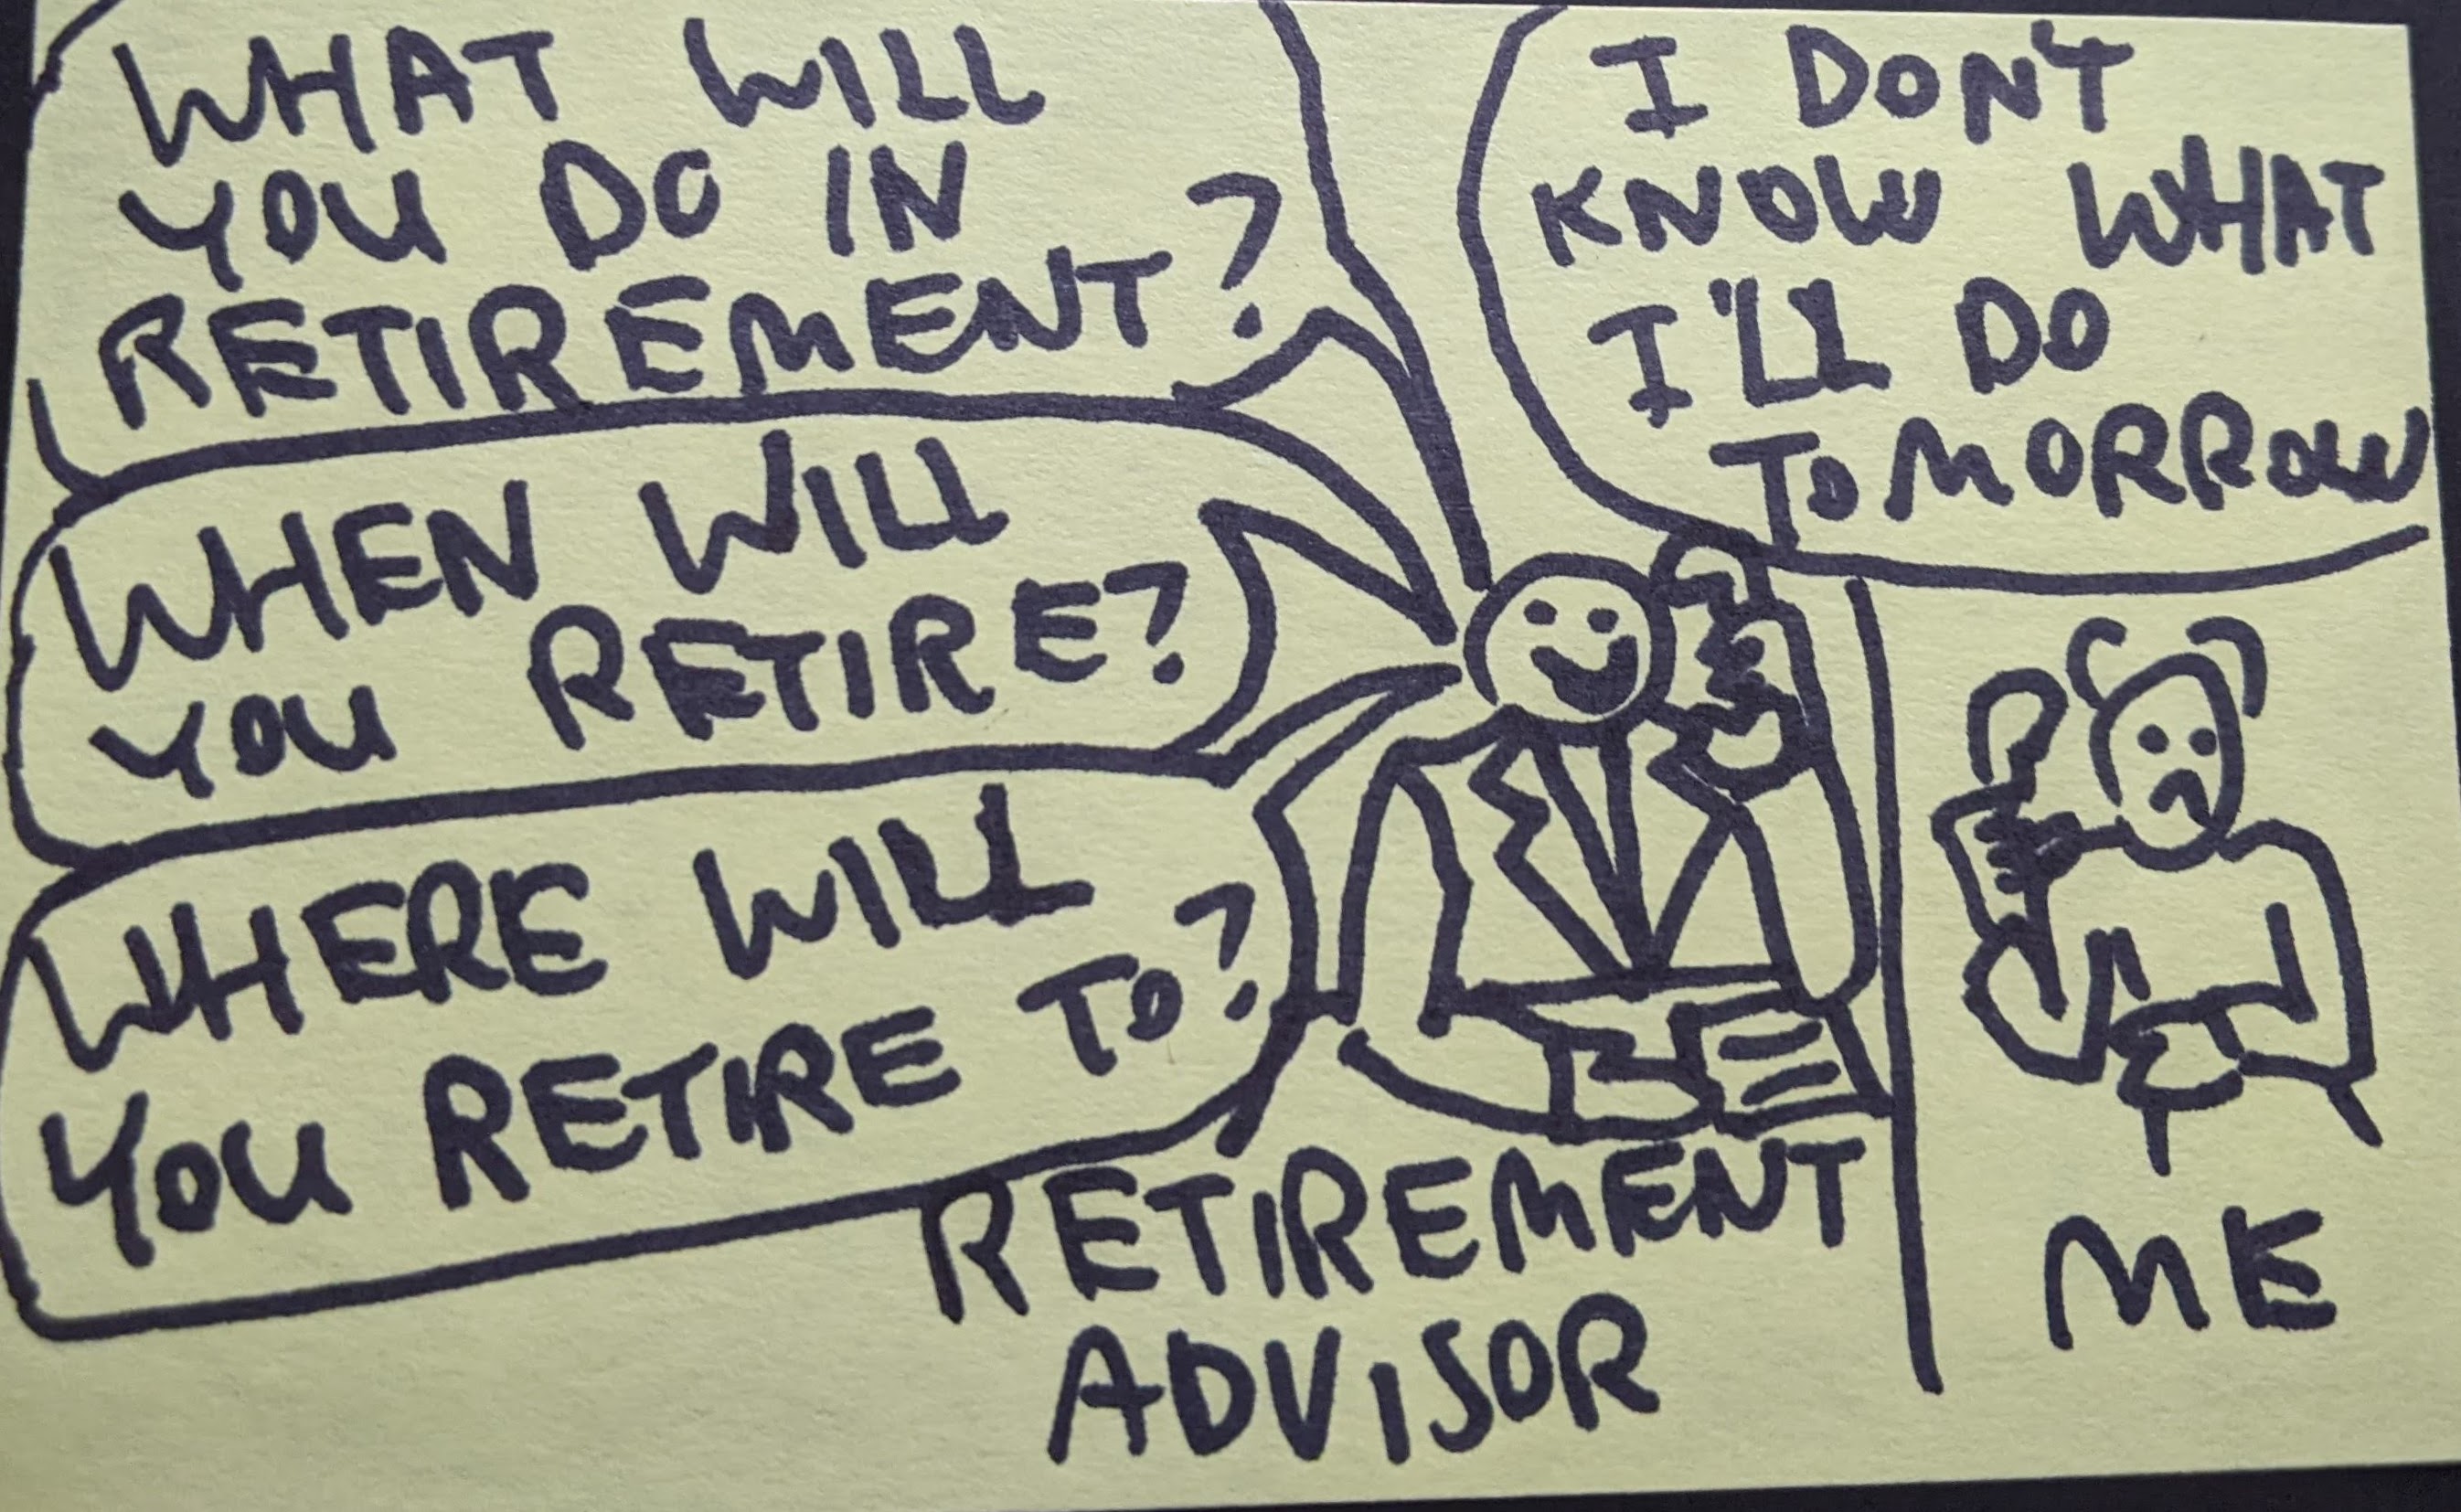 WHAT WILL
YOU DO IN
RETIREMENT?
WHEN WILL
YOU RETIRE?
WHERE WILL
YOU RETIRE TO?
RETIREMENT
ADVISOR
I DON'T
KNOW WHAT
I'LL DO
TOMORROW
ME